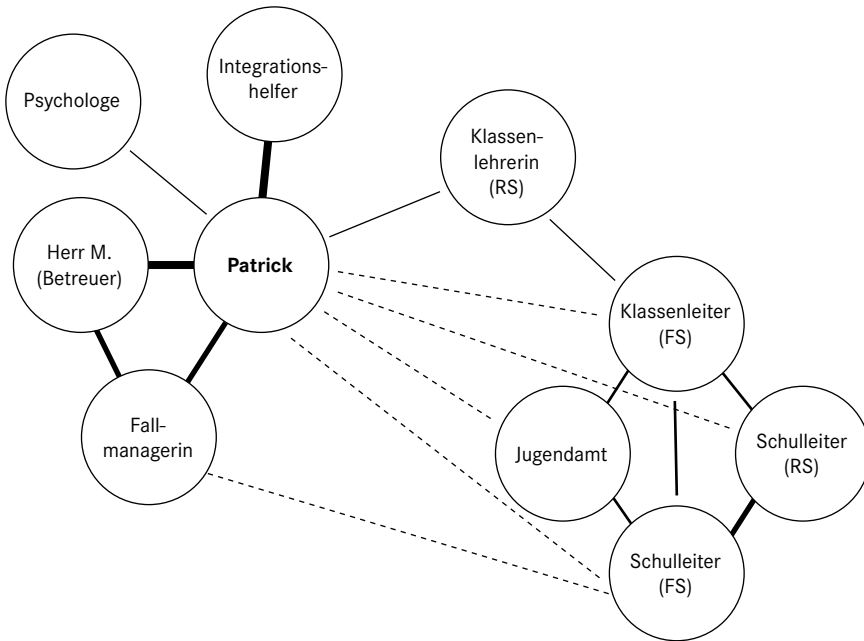 Integrations-
helfer
Psychologe
Klassen-
lehrerin
(RS)
Herr M.
(Betreuer)
Patrick
Klassenleiter
(FS)
Fall-
managerin
Jugendamt
Schulleiter
(RS)
Schulleiter
(FS)